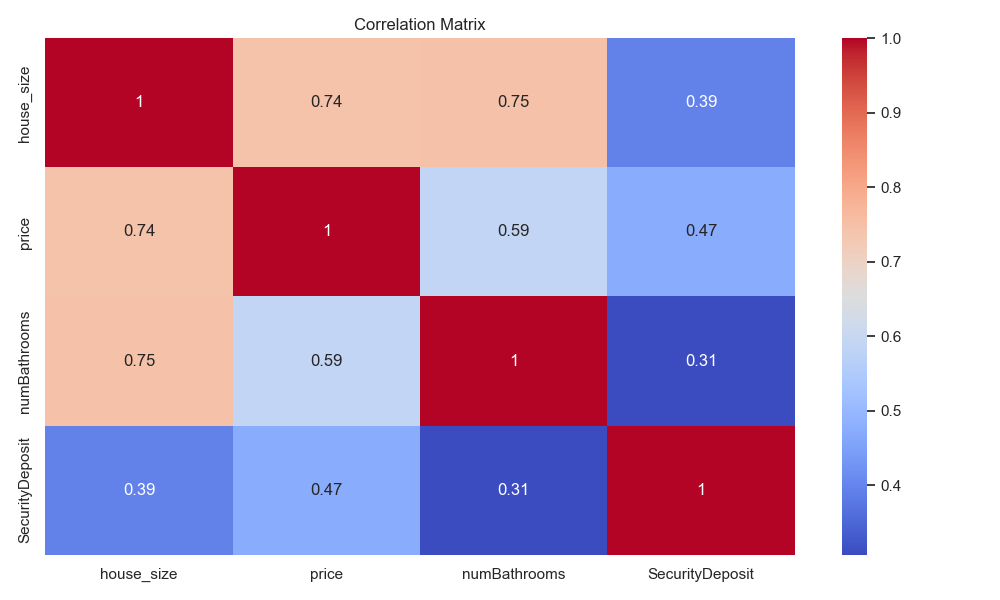 Correlation Matrix
house_size
1
0.74
0.75
0.39
price
0.74
1
0.59
0.47
numBathrooms
0.75
0.59
1
0.31
SecurityDeposit
0.39
0.47
0.31
1
house_size
price
numBathrooms
SecurityDeposit
1.0
0.9
0.8
0.7
0.6
0.5
0.4